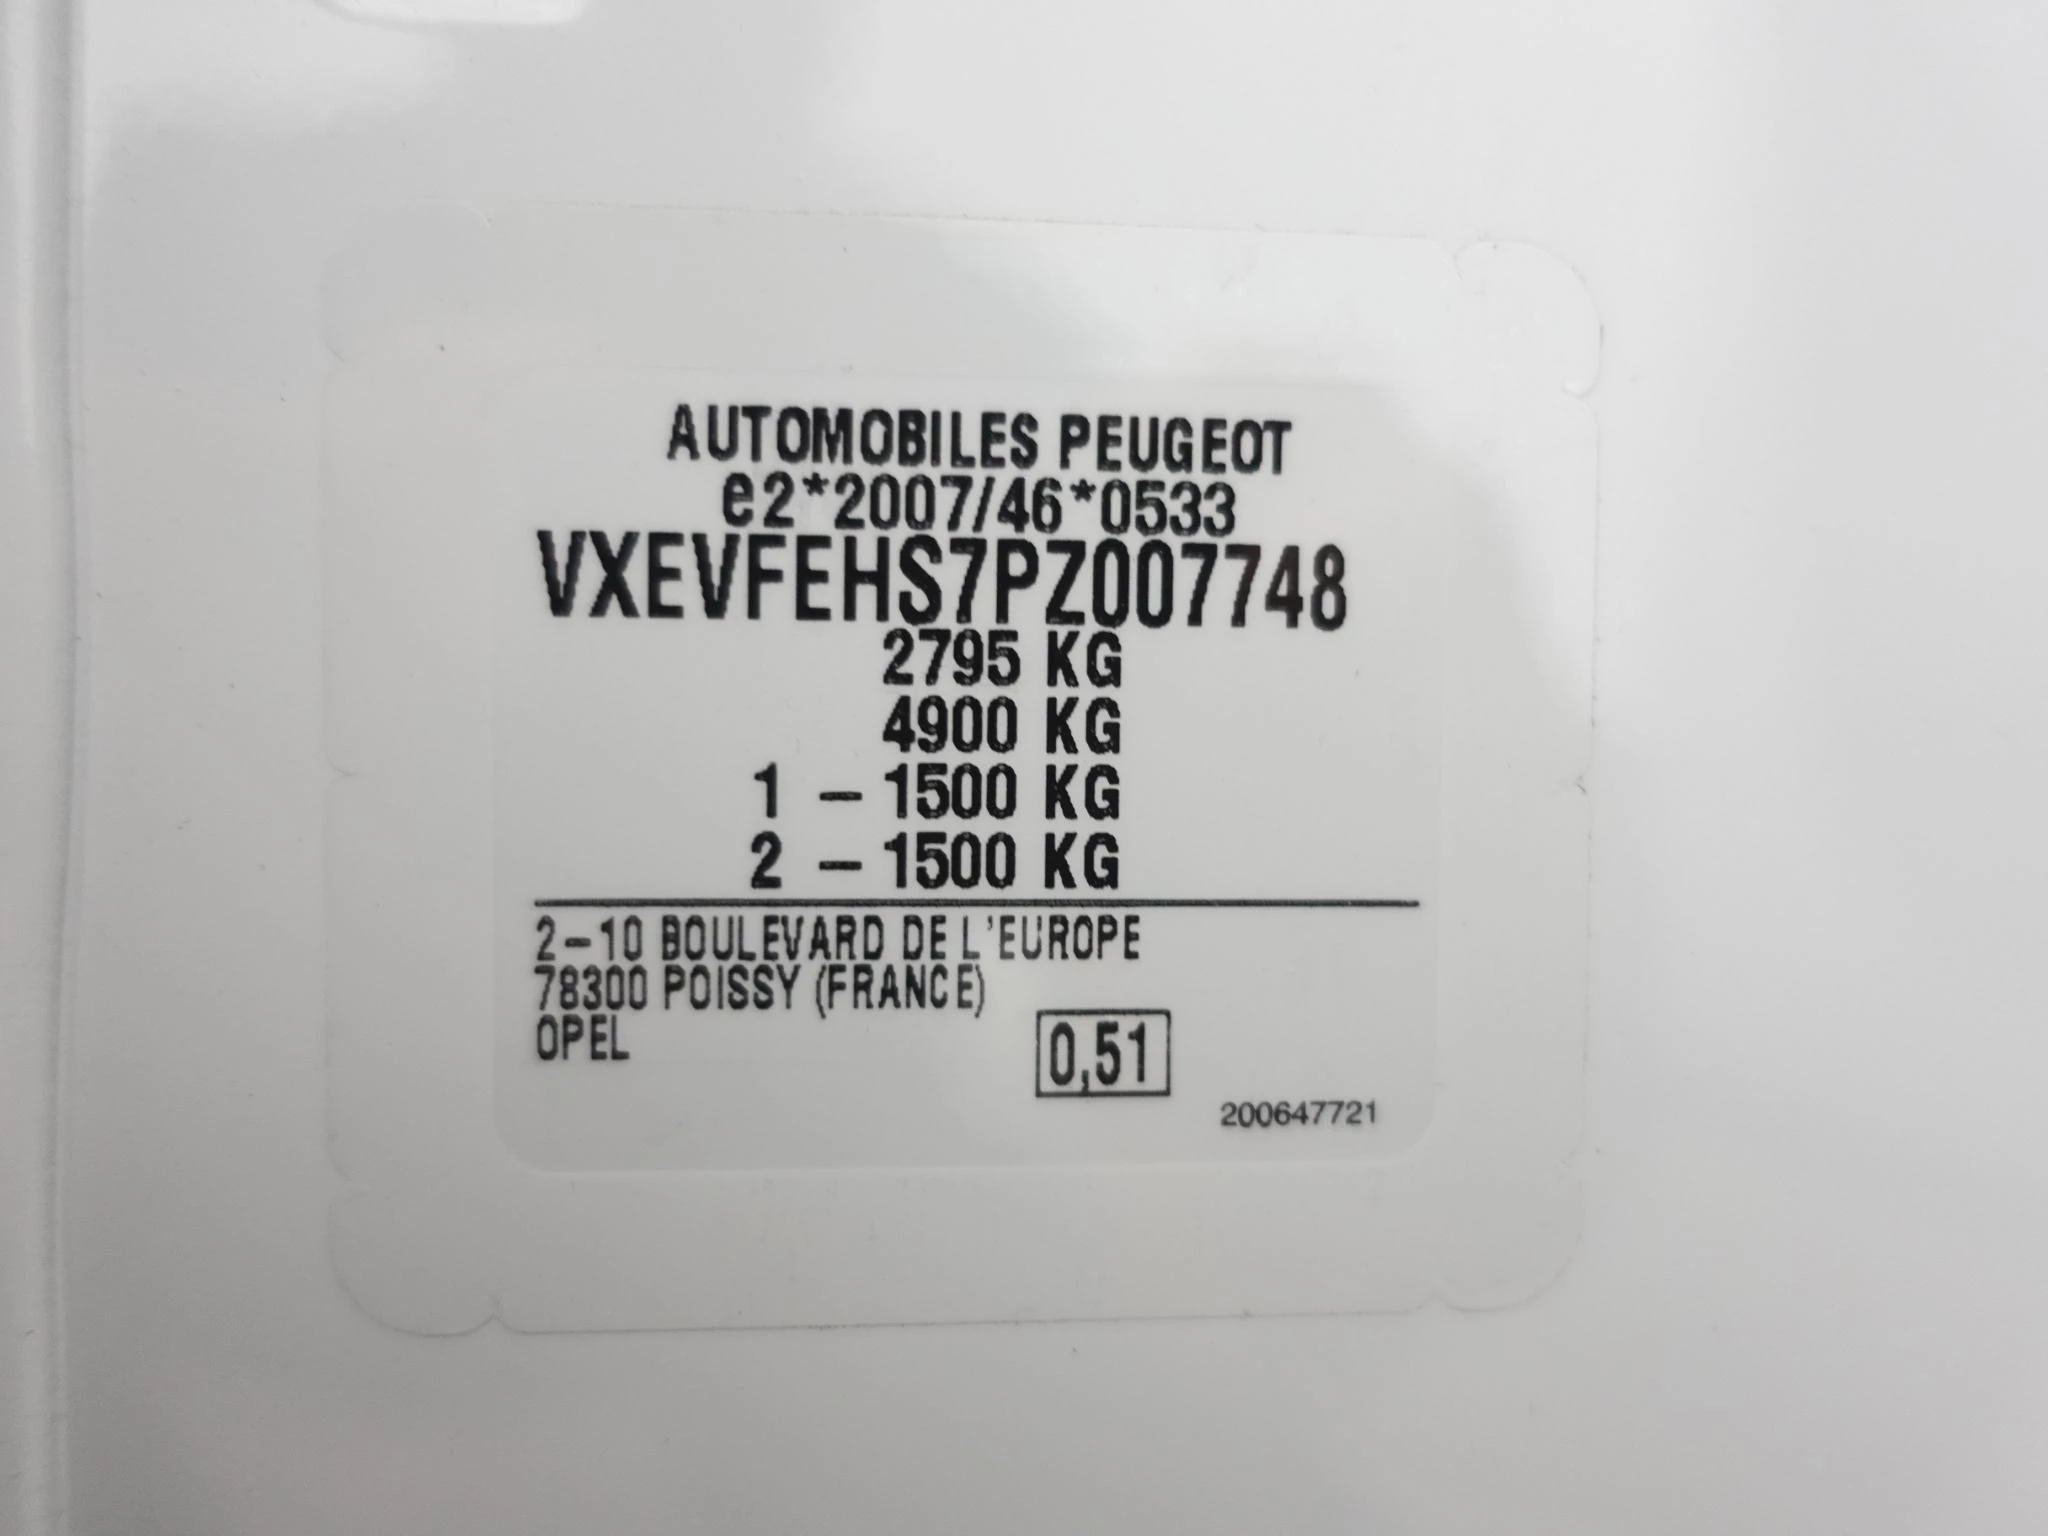 AUTOMOBILES PEUGEOT
e2*2007/46*0533
VXEVFEHS7PZ007748
2795 KG
4900 KG
1 – 1500 KG
2 – 1500 KG
2–10 BOULEVARD DE L'EUROPE
78300 POISSY (FRANCE)
OPEL
0,51
200647721